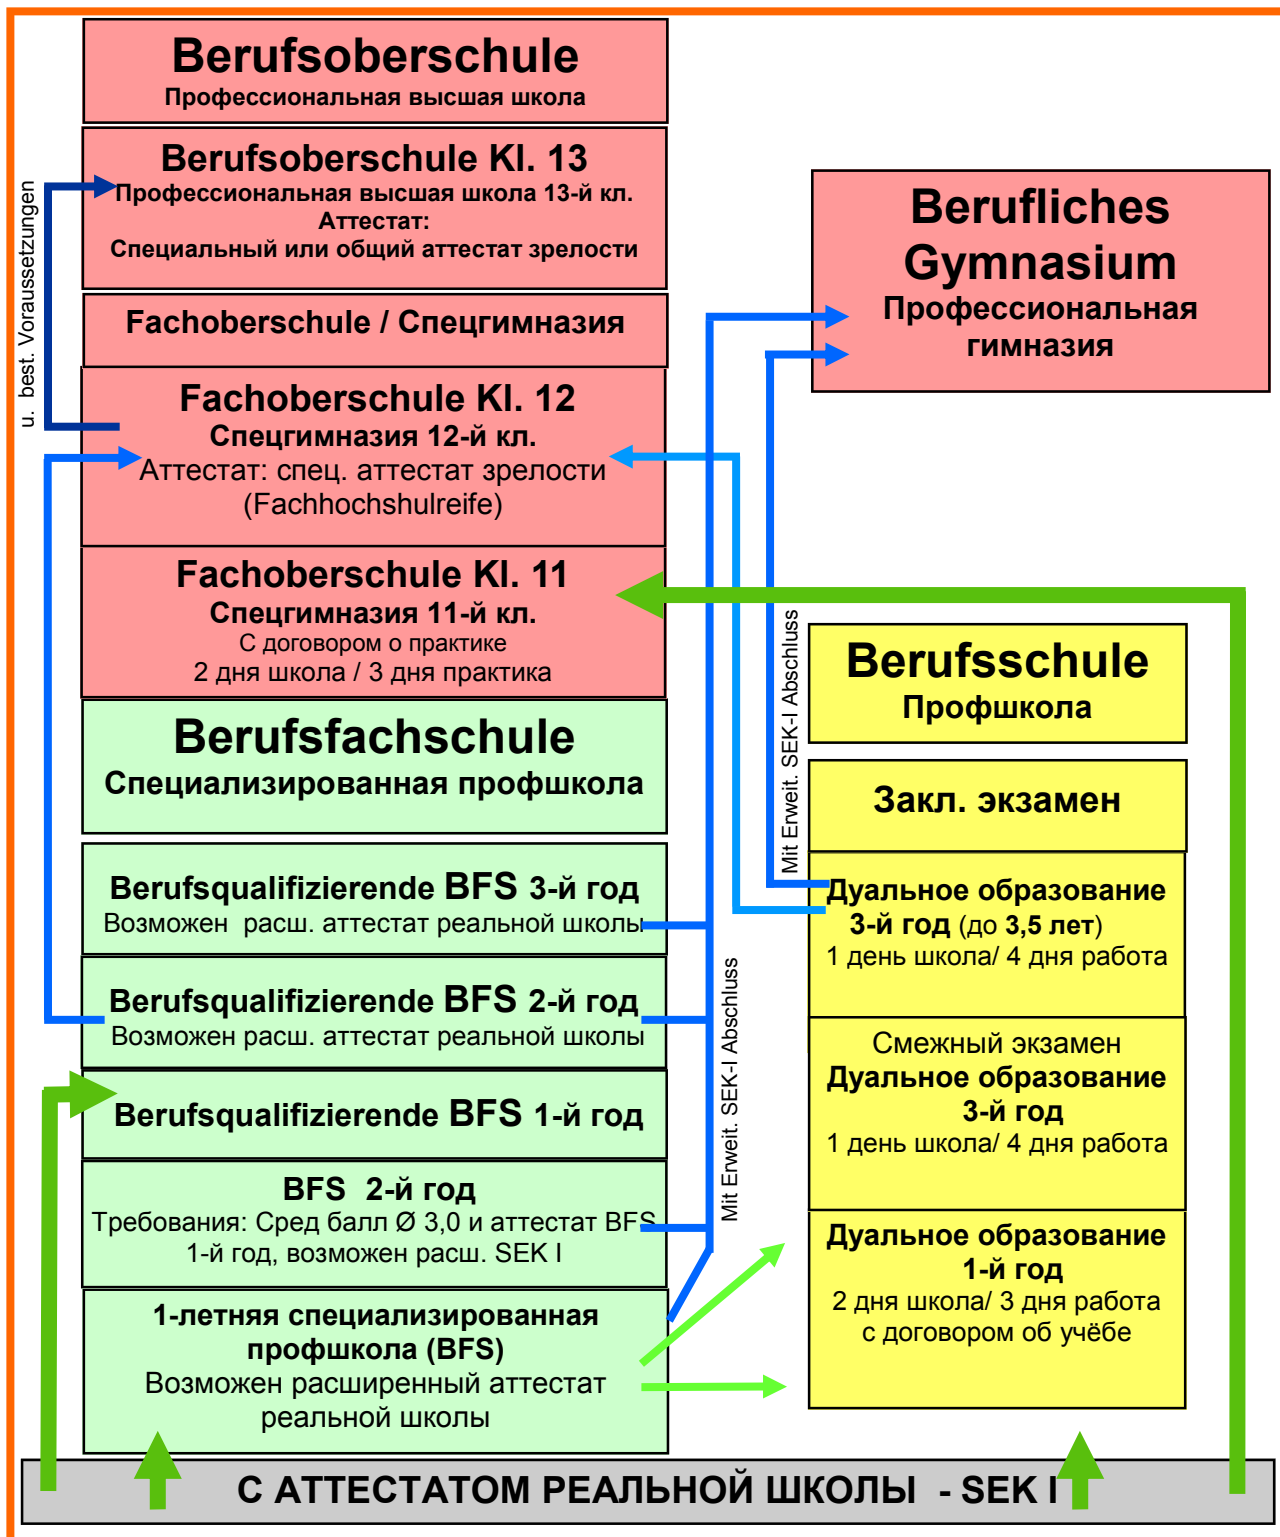 Berufsoberschule
Профессиональная высшая школа
Berufsoberschule Kl. 13
Профессиональная высшая школа 13-й кл.
Аттестат:
Специальный или общий аттестат зрелости
u. best. Voraussetzungen
Fachoberschule / Спецгимназия
Fachoberschule Kl. 12
Спецгимназия 12-й кл.
Аттестат: спец. аттестат зрелости
(Fachhochshulreife)
Fachoberschule Kl. 11
Спецгимназия 11-й кл.
С договором о практике
2 дня школа / 3 дня практика
Berufsfachschule
Специализированная профшкола
Berufsqualifizierende BFS 3-й год
Возможен расш. аттестат реальной школы
Berufsqualifizierende BFS 2-й год
Возможен расш. аттестат реальной школы
Berufsqualifizierende BFS 1-й год
BFS 2-й год
Требования: Сред балл Ø 3,0 и аттестат BFS
1-й год, возможен расш. SEK I
1-летняя специализированная
профшкола (BFS)
Возможен расширенный аттестат
реальной школы
Mit Erweit. SEK-I Abschluss
Mit Erweit. SEK-I Abschluss
Berufliches
Gymnasium
Профессиональная
гимназия
Berufsschule
Профшкола
Закл. экзамен
Дуальное образование
3-й год (до 3,5 лет)
1 день школа/ 4 дня работа
Смежный экзамен
Дуальное образование
3-й год
1 день школа/ 4 дня работа
Дуальное образование
1-й год
2 дня школа/ 3 дня работа
с договором об учёбе
С АТТЕСТАТОМ РЕАЛЬНОЙ ШКОЛЫ - SEK I